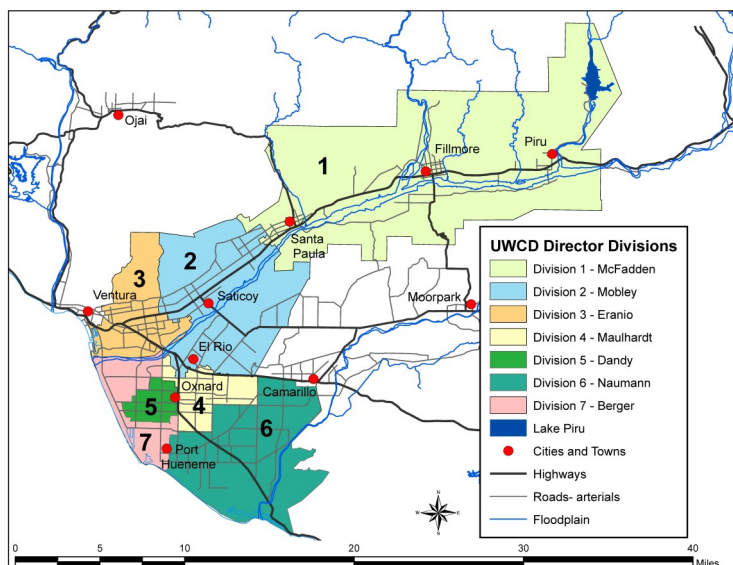 Ojai
Fillmore
Piru
1
Santa
Paula
2
3
Ventura
Saticoy
Moorpark
El Rio
Oxnard
Camarillo
5
4
6
7
Port
Hueneme
UWCD Director Divisions
Division 1 - McFadden
Division 2 - Mobley
Division 3 - Eranio
Division 4 - Maulhardt
Division 5 - Dandy
Division 6 - Naumann
Division 7 - Berger
Lake Piru
Cities and Towns
Highways
Roads- arterials
Floodplain
N
W
E
S
0 5 10 20 30 40
Miles